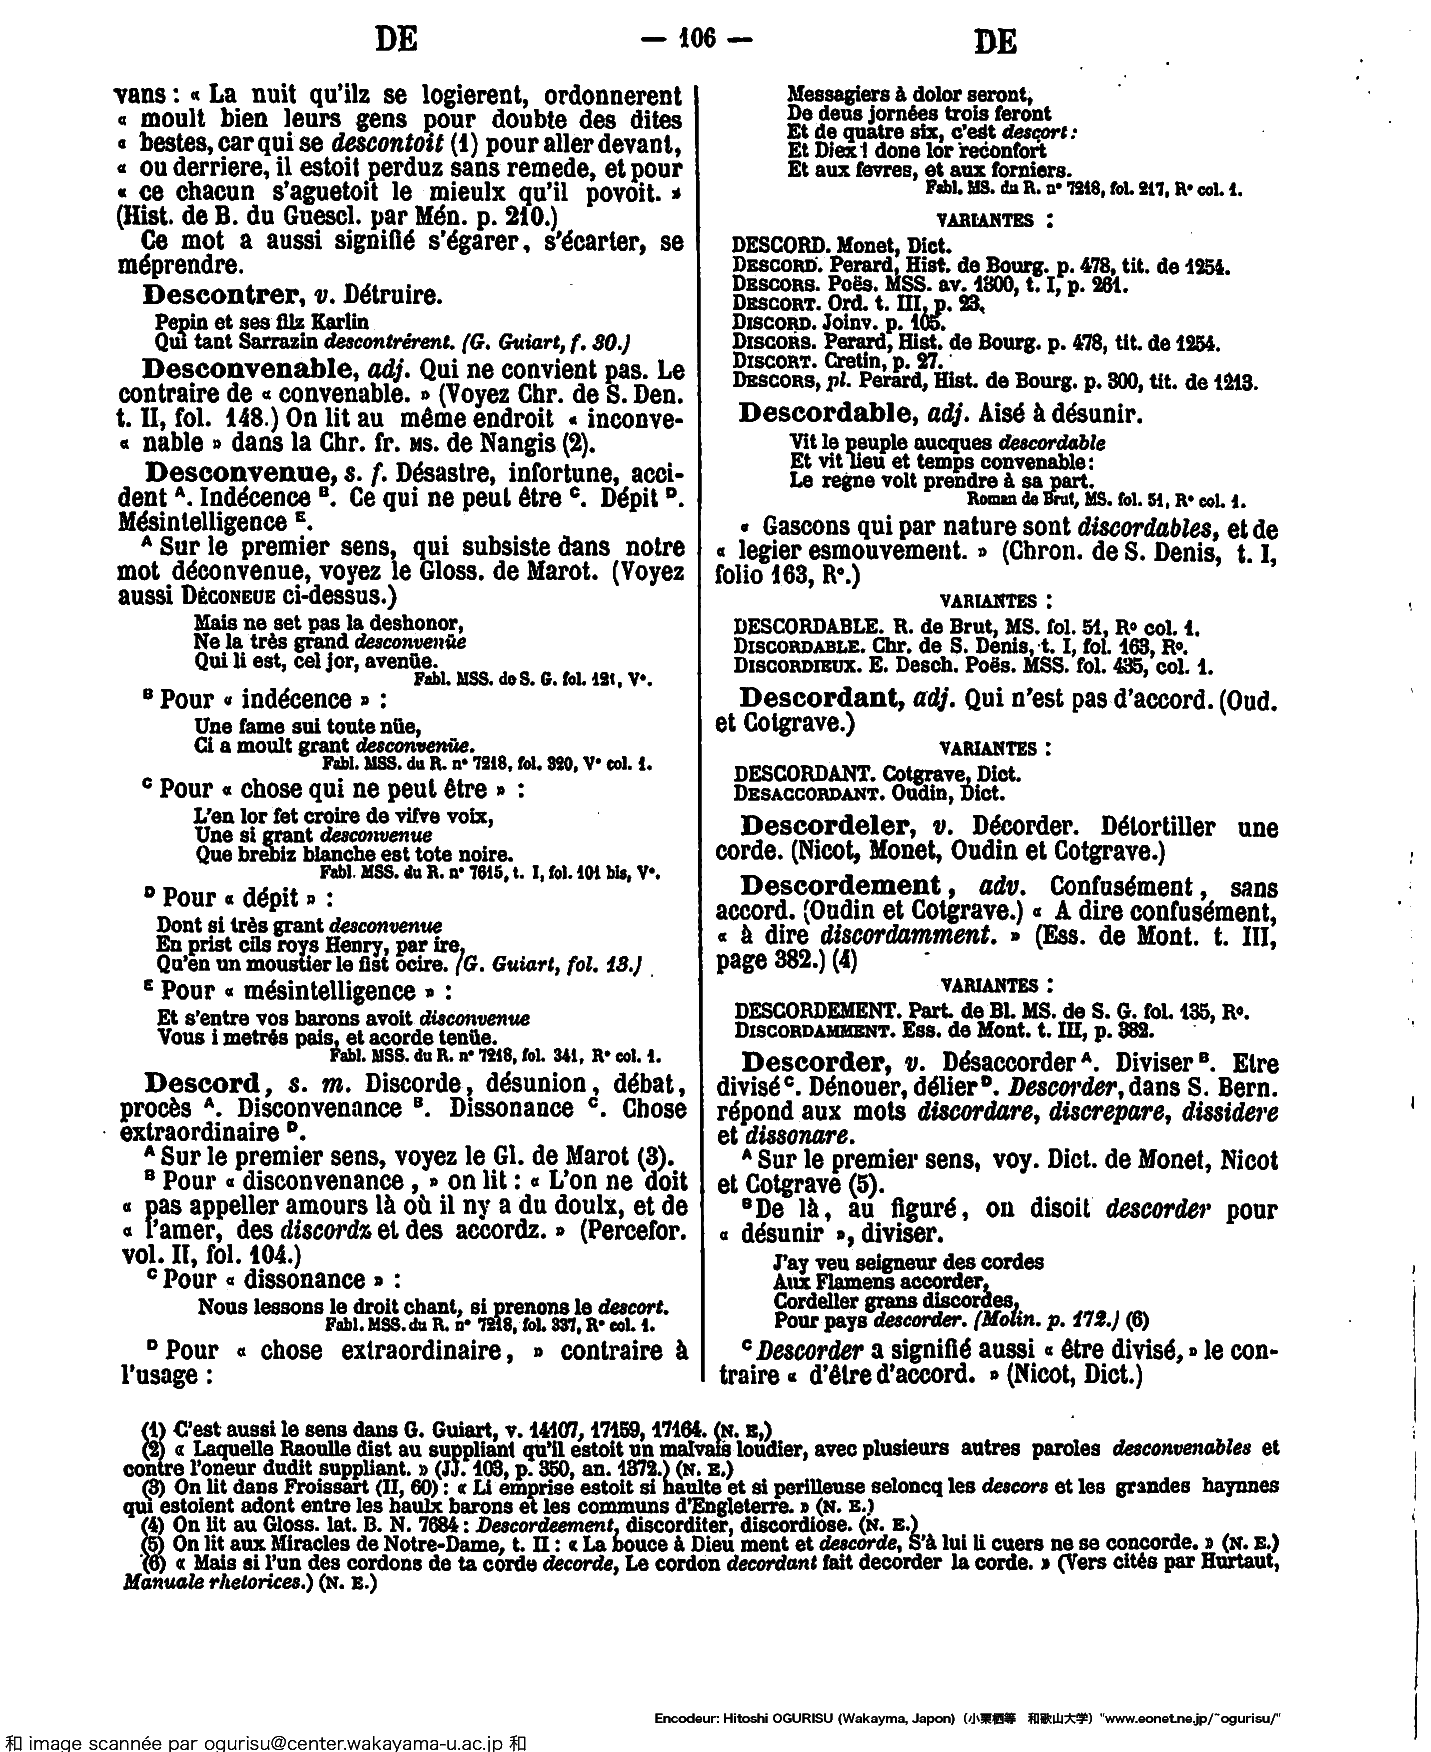 DE
— 106 —
DE
vans : « La nuit qu'ilz se logierent, ordonnerent
« moult bien leurs gens pour doubte des dites
« bestes, car qui se descontoit (1) pour aller devant,
« ou derriere, il estoit perduz sans remede, et pour
« ce chacun s'aguetoit le mieulx qu'il povoit. »
(Hist. de B. du Guescl. par Mén. p. 210.)
Ce mot a aussi signifié s'égarer, s'écarter, se
méprendre.
Descontrer, v. Détruire.
Pepin et ses filz Karlin
Qui tant Sarrazin descontrérent. (G. Guiart, f. 30.)
Desconvenable, adj. Qui ne convient pas. Le
contraire de « convenable. » (Voyez Chr. de S. Den.
t. II, fol. 148.) On lit au même endroit « inconve-
« nable » dans la Chr. fr. MS. de Nangis (2).
Desconvenue, s. f. Désastre, infortune, acci-
dent A. Indécence B. Ce qui ne peut être C. Dépit D.
Mésintelligence E.
A Sur le premier sens, qui subsiste dans notre
mot déconvenue, voyez le Gloss. de Marot. (Voyez
aussi DÉCONEUE ci-dessus.)
Mais ne set pas la deshonor,
Ne la très grand desconvenüe
Qui li est, cel jor, avenüe.
Fabl. MSS. de S. G. fol. 121, V°.
B Pour « indécence » :
Une fame sui toute nüe,
Ci a moult grant desconvenüe.
Fabl. MSS. du R. n° 7218, fol. 320, V° col. 1.
C Pour « chose qui ne peut être » :
L'en lor fet croire de vifve voix,
Une si grant desconvenue
Que brebiz blanche est tote noire.
Fabl. MSS. du R. n° 7615, t. I, fol. 101 bis, V°.
D Pour « dépit » :
Dont si très grant desconvenue
En prist cils roys Henry, par ire,
Qu'en un moustier le fist ocire. (G. Guiart, fol. 13.)
E Pour « mésintelligence » :
Et s'entre vos barons avoit disconvenue
Vous i metrés pais, et acorde tenüe.
Fabl. MSS. du R. n° 7218, fol. 341, R° col. 1.
Descord, s. m. Discorde, désunion, débat,
procès A. Disconvenance B. Dissonance C. Chose
extraordinaire D.
A Sur le premier sens, voyez le Gl. de Marot (3).
B Pour « disconvenance, » on lit : « L'on ne doit
« pas appeller amours là où il ny a du doulx, et de
« l'amer, des discordz et des accordz. » (Percefor.
vol. II, fol. 104.)
C Pour « dissonance » :
Nous lessons le droit chant, si prenons le descort.
Fabl. MSS. du R. n° 7218, fol. 337, R° col. 1.
D Pour « chose extraordinaire, » contraire à
l'usage :
Messagiers à dolor seront,
De deus jornées trois feront
Et de quatre six, c'est descort :
Et Diex ! done lor reconfort
Et aux fevres, et aux forniers.
Fabl. MS. du R. n° 7218, fol. 217, R° col. 1.
VARIANTES :
DESCORD. Monet, Dict.
DESCORD. Perard, Hist. de Bourg. p. 478, tit. de 1254.
DESCORS. Poës. MSS. av. 1300, t. I, p. 261.
DESCORT. Ord. t. III, p. 23.
DISCORD. Joinv. p. 105.
DISCORS. Perard, Hist. de Bourg. p. 478, tit. de 1254.
DISCORT. Cretin, p. 27.
DESCORS, pl. Perard, Hist. de Bourg. p. 300, tit. de 1213.
Descordable, adj. Aisé à désunir.
Vit le peuple aucques descordable
Et vit lieu et temps convenable :
Le regne volt prendre à sa part.
Roman de Brut, MS. fol. 51, R° col. 1.
« Gascons qui par nature sont discordables, et de
« legier esmouvement. » (Chron. de S. Denis, t. I,
folio 163, R°.)
VARIANTES :
DESCORDABLE. R. de Brut, MS. fol. 51, R° col. 1.
DISCORDABLE. Chr. de S. Denis, t. I, fol. 163, R°.
DISCORDIEUX. E. Desch. Poës. MSS. fol. 435, col. 1.
Descordant, adj. Qui n'est pas d'accord. (Oud.
et Cotgrave.)
VARIANTES :
DESCORDANT. Cotgrave, Dict.
DESACCORDANT. Oudin, Dict.
Descordeler, v. Décorder. Détortiller une
corde. (Nicot, Monet, Oudin et Cotgrave.)
Descordement, adv. Confusément, sans
accord. (Oudin et Cotgrave.) « A dire confusément,
« à dire discordamment. » (Ess. de Mont. t. III,
page 382.) (4)
VARIANTES :
DESCORDEMENT. Part. de Bl. MS. de S. G. fol. 135, R°.
DISCORDAMMENT. Ess. de Mont. t. III, p. 382.
Descorder, v. Désaccorder A. Diviser B. Etre
divisé C. Dénouer, délier D. Descorder, dans S. Bern.
répond aux mots discordare, discrepare, dissidere
et dissonare.
A Sur le premier sens, voy. Dict. de Monet, Nicot
et Cotgrave (5).
B De là, au figuré, on disoit descorder pour
« désunir », diviser.
J'ay veu seigneur des cordes
Aux Flamens accorder,
Cordeller grans discordes,
Pour pays descorder. (Molin. p. 172.) (6)
C Descorder a signifié aussi « être divisé, » le con-
traire « d'être d'accord. » (Nicot, Dict.)
(1) C'est aussi le sens dans G. Guiart, v. 14107, 17159, 17164. (N. E.)
(2) « Laquelle Raoulle dist au suppliant qu'il estoit un malvais loudier, avec plusieurs autres paroles desconvenables et
contre l'oneur dudit suppliant. » (JJ. 103, p. 350, an. 1372.) (N. E.)
(3) On lit dans Froissart (II, 60) : « Li emprise estoit si haulte et si perilleuse seloncq les descors et les grandes haynnes
qui estoient adont entre les haulx barons et les communs d'Engleterre. » (N. E.)
(4) On lit au Gloss. lat. B. N. 7684 : Descordeement, discorditer, discordiose. (N. E.)
(5) On lit aux Miracles de Notre-Dame, t. II : « La bouce à Dieu ment et descorde, S'à lui li cuers ne se concorde. » (N. E.)
(6) « Mais si l'un des cordons de ta corde decorde, Le cordon decordant fait decorder la corde. » (Vers cités par Hurtaut,
Manuale rhetorices.) (N. E.)
Encodeur: Hitoshi OGURISU (Wakayma, Japon) (小栗栖等 和歌山大学) "www.eonet.ne.jp/~ogurisu/"
和 image scannée par ogurisu@center.wakayama-u.ac.jp 和